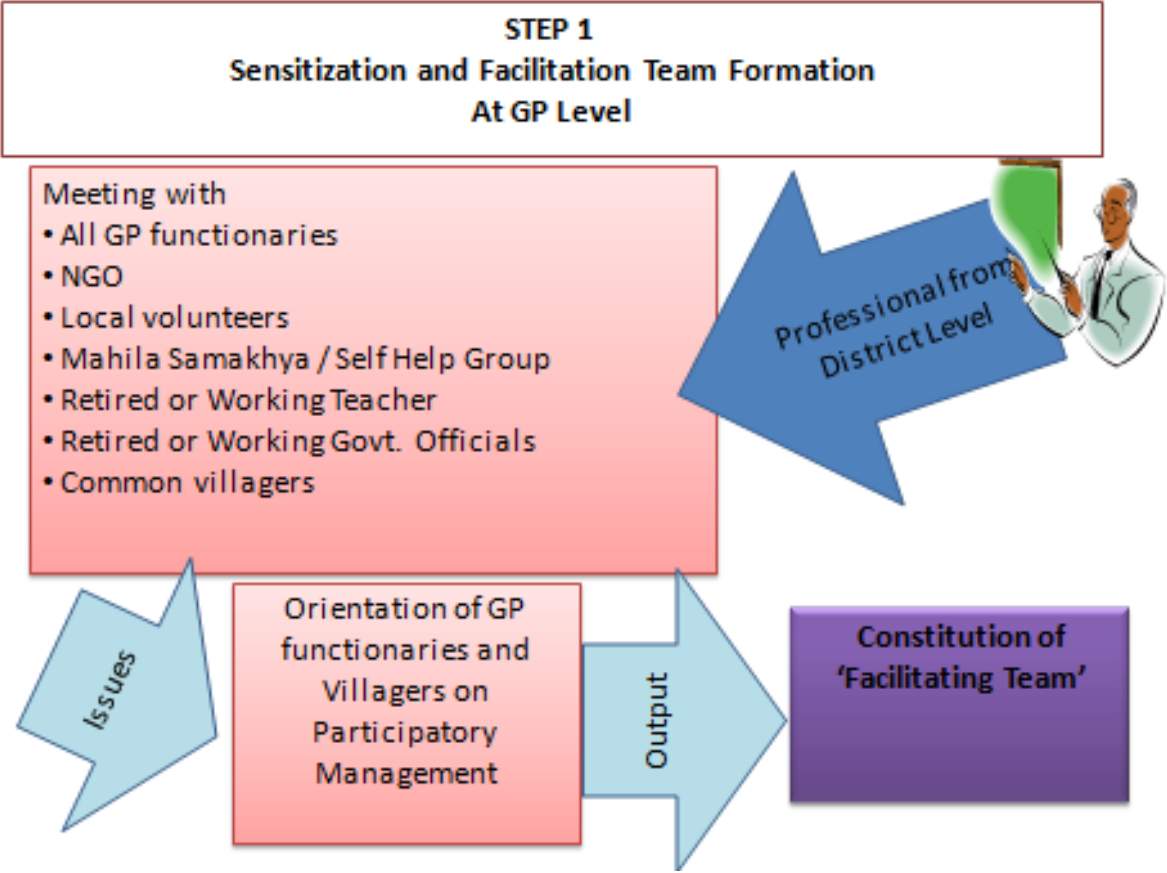 STEP 1
Sensitization and Facilitation Team Formation
At GP Level
Meeting with
• All GP functionaries
• NGO
• Local volunteers
• Mahila Samakhya / Self Help Group
• Retired or Working Teacher
• Retired or Working Govt. Officials
• Common villagers
Professional from
District Level
Issues
Orientation of GP
functionaries and
Villagers on
Participatory
Management
Output
Constitution of
‘Facilitating Team’